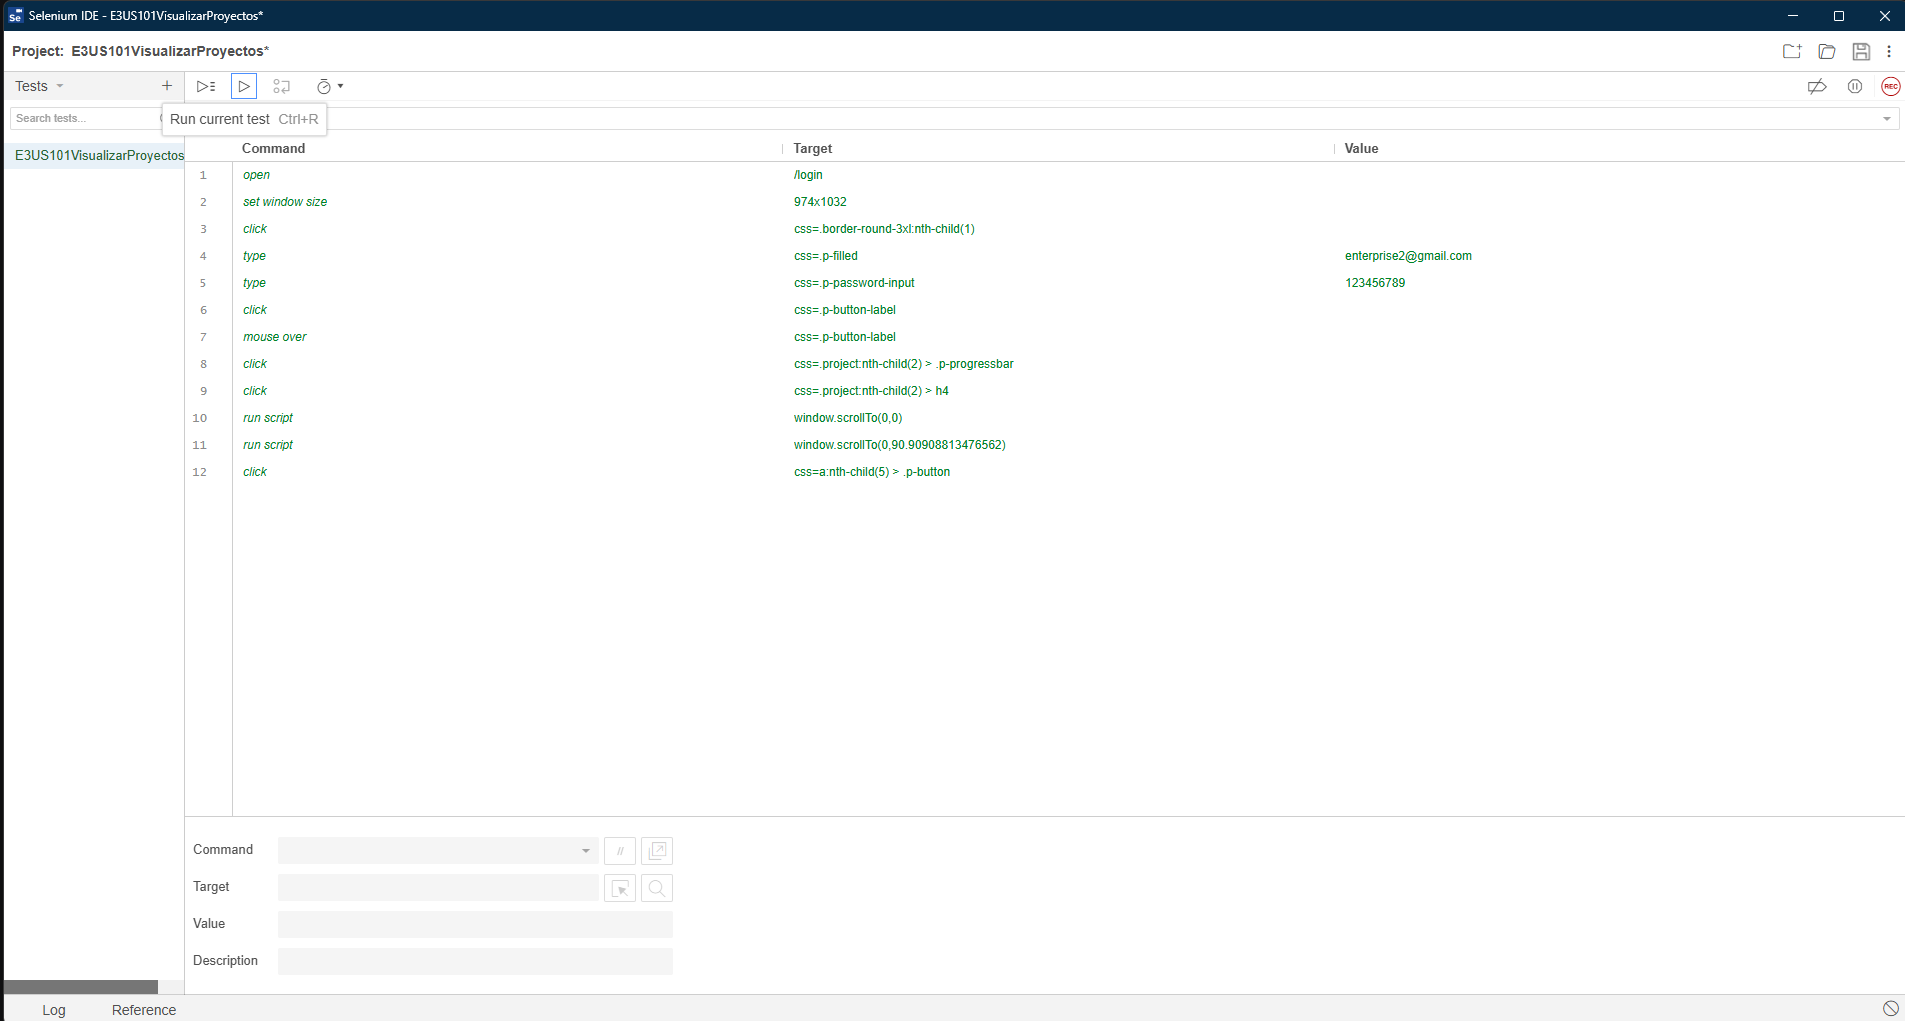 Selenium IDE - E3US101VisualizarProyectos*
Project: E3US101VisualizarProyectos*
Tests
Run current test Ctrl+R
Search tests...
E3US101VisualizarProyectos
Command Target Value
1 open /login
2 set window size 974x1032
3 click css=.border-round-3xl:nth-child(1)
4 type css=.p-filled enterprise2@gmail.com
5 type css=.p-password-input 123456789
6 click css=.p-button-label
7 mouse over css=.p-button-label
8 click css=.project:nth-child(2) > .p-progressbar
9 click css=.project:nth-child(2) > h4
10 run script window.scrollTo(0,0)
11 run script window.scrollTo(0,90.90908813476562)
12 click css=a:nth-child(5) > .p-button
Command //
Target
Value
Description
Log Reference
REC